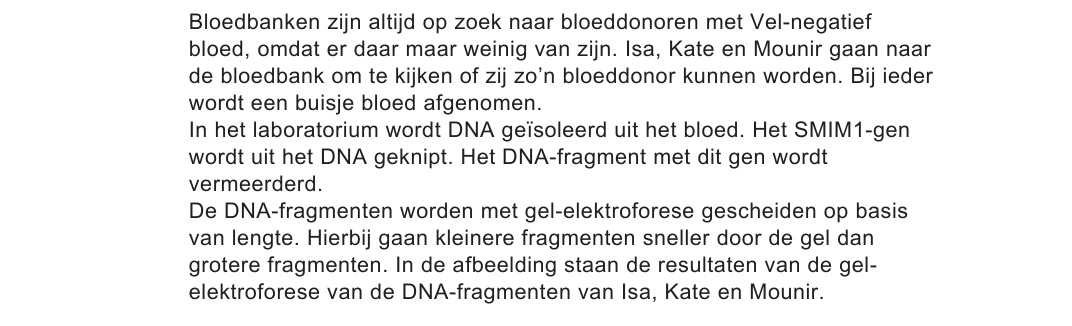 Bloedbanken zijn altijd op zoek naar bloeddonoren met Vel-negatief
bloed, omdat er daar maar weinig van zijn. Isa, Kate en Mounir gaan naar
de bloedbank om te kijken of zij zo’n bloeddonor kunnen worden. Bij ieder
wordt een buisje bloed afgenomen.
In het laboratorium wordt DNA geïsoleerd uit het bloed. Het SMIM1-gen
wordt uit het DNA geknipt. Het DNA-fragment met dit gen wordt
vermeerderd.
De DNA-fragmenten worden met gel-elektroforese gescheiden op basis
van lengte. Hierbij gaan kleinere fragmenten sneller door de gel dan
grotere fragmenten. In de afbeelding staan de resultaten van de gel-
elektroforese van de DNA-fragmenten van Isa, Kate en Mounir.